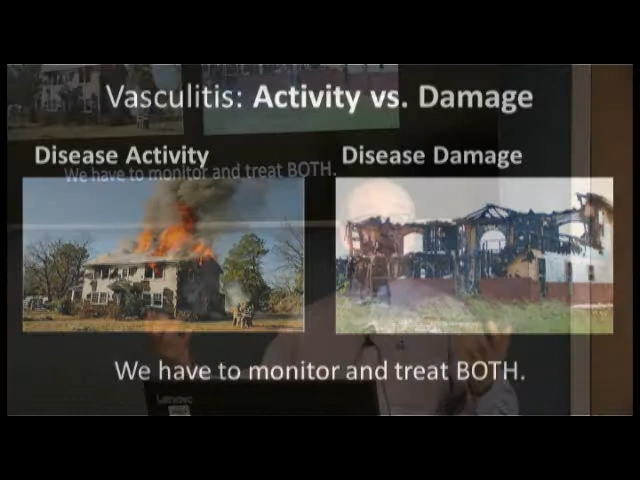 Vasculitis: Activity vs. Damage
Disease Activity
Disease Damage
We have to monitor and treat BOTH.
We have to monitor and treat BOTH.
Lenovo